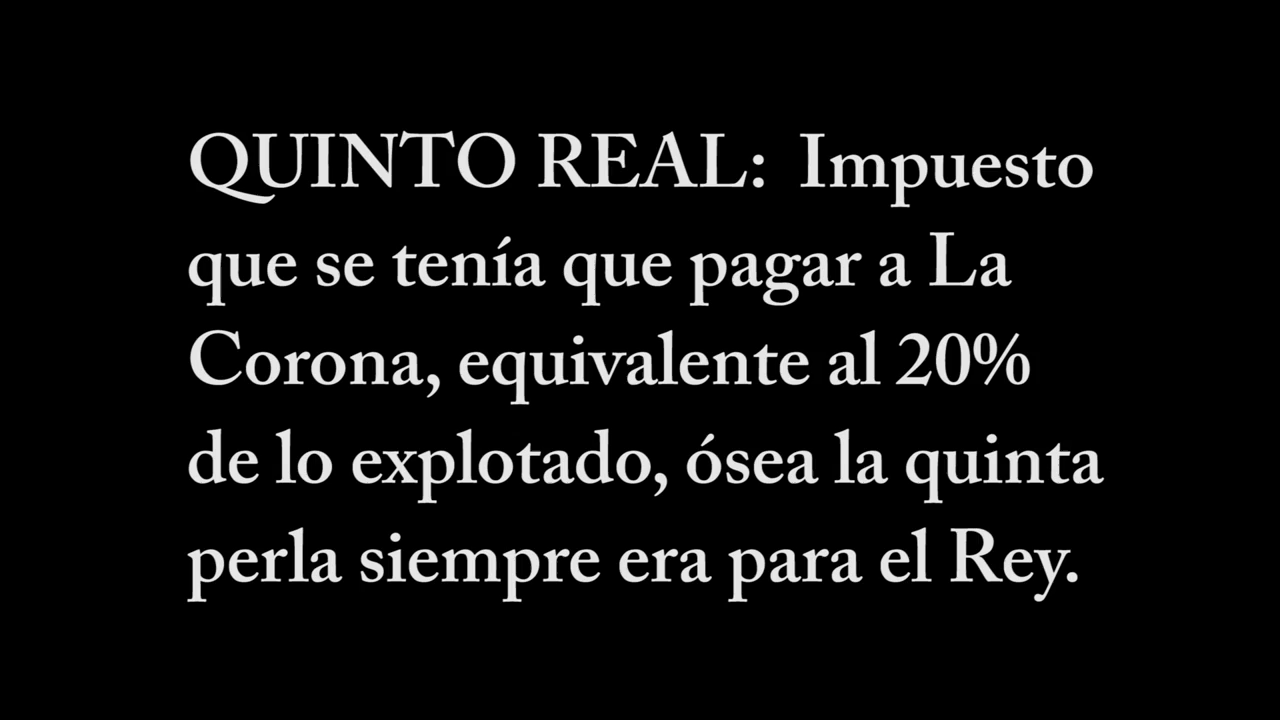 QUINTO REAL:  Impuesto
que se tenía que pagar a La
Corona, equivalente al 20%
de lo explotado, ósea la quinta
perla siempre era para el Rey.